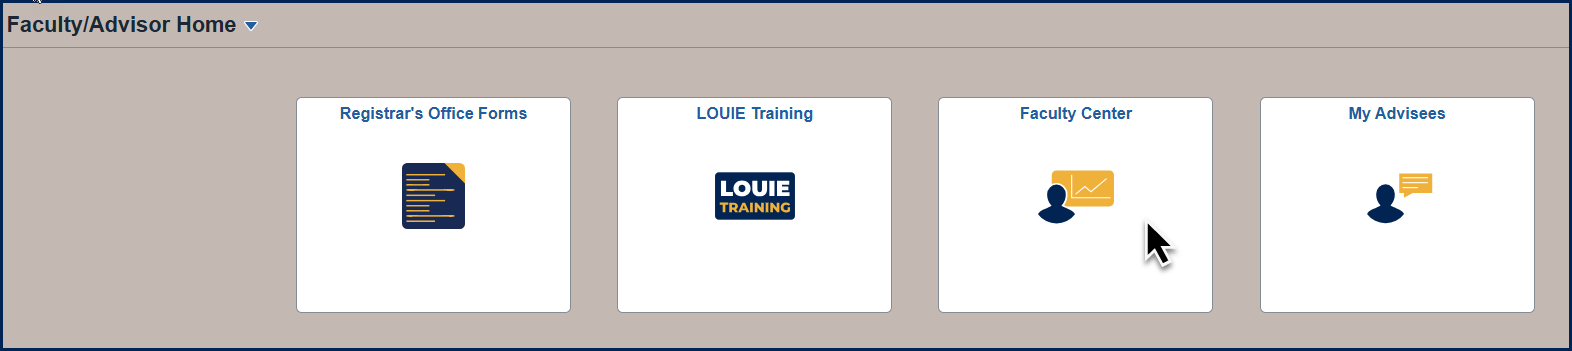 Faculty/Advisor Home
Registrar's Office Forms
LOUIE Training
Faculty Center
My Advisees
LOUIE
TRAINING